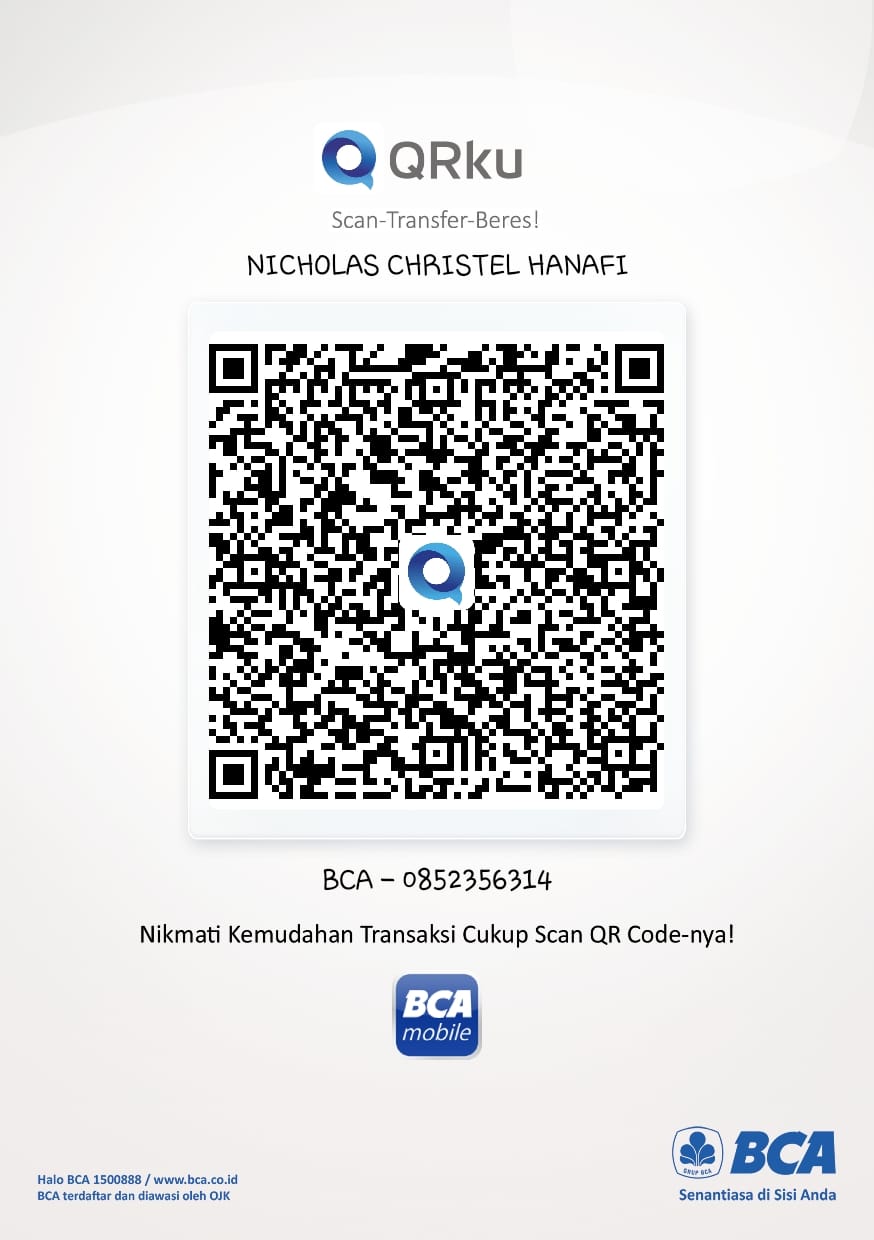 QRku
Scan-Transfer-Beres!
NICHOLAS CHRISTEL HANAFI
BCA – 0852356314
Nikmati Kemudahan Transaksi Cukup Scan QR Code-nya!
BCA
mobile
GRUP BCA
BCA
Senantiasa di Sisi Anda
Halo BCA 1500888 / www.bca.co.id
BCA terdaftar dan diawasi oleh OJK